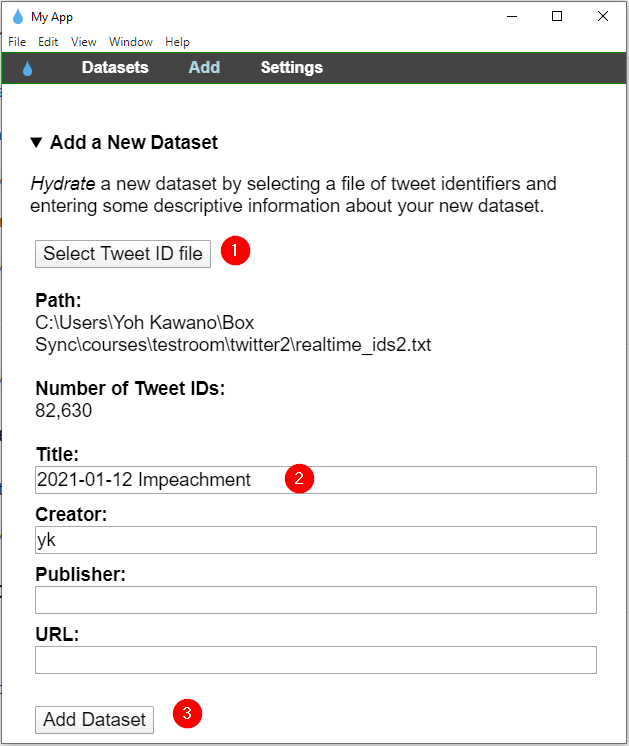 My App
File Edit View Window Help
Datasets Add Settings
▼ Add a New Dataset
Hydrate a new dataset by selecting a file of tweet identifiers and
entering some descriptive information about your new dataset.
Select Tweet ID file 1
Path:
C:\Users\Yoh Kawano\Box
Sync\courses\testroom\twitter2\realtime_ids2.txt
Number of Tweet IDs:
82,630
Title:
2021-01-12 Impeachment 2
Creator:
yk
Publisher:
URL:
Add Dataset 3